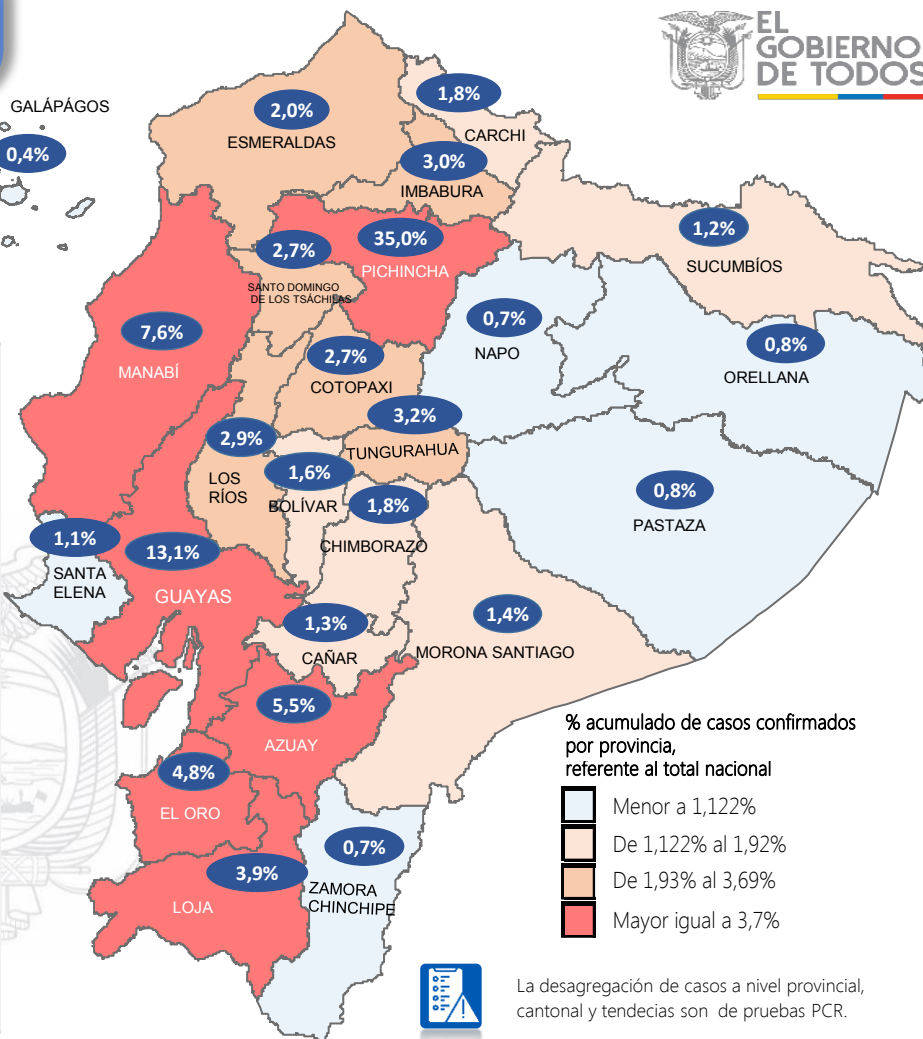 EL
GOBIERNO
DE TODOS
GALÁPAGOS
0,4%
2,0%
ESMERALDAS
1,8%
CARCHI
3,0%
IMBABURA
1,2%
SUCUMBÍOS
2,7%
SANTO DOMINGO
DE LOS TSÁCHILAS
35,0%
PICHINCHA
0,7%
NAPO
0,8%
ORELLANA
7,6%
MANABÍ
2,7%
COTOPAXI
3,2%
TUNGURAHUA
2,9%
LOS
RÍOS
1,6%
BOLÍVAR
1,8%
CHIMBORAZO
0,8%
PASTAZA
1,1%
SANTA
ELENA
13,1%
GUAYAS
1,3%
CAÑAR
1,4%
MORONA SANTIAGO
5,5%
AZUAY
4,8%
EL ORO
3,9%
LOJA
0,7%
ZAMORA
CHINCHIPE
% acumulado de casos confirmados
por provincia,
referente al total nacional
Menor a 1,122%
De 1,122% al 1,92%
De 1,93% al 3,69%
Mayor igual a 3,7%
La desagregación de casos a nivel provincial,
cantonal y tendecias son de pruebas PCR.